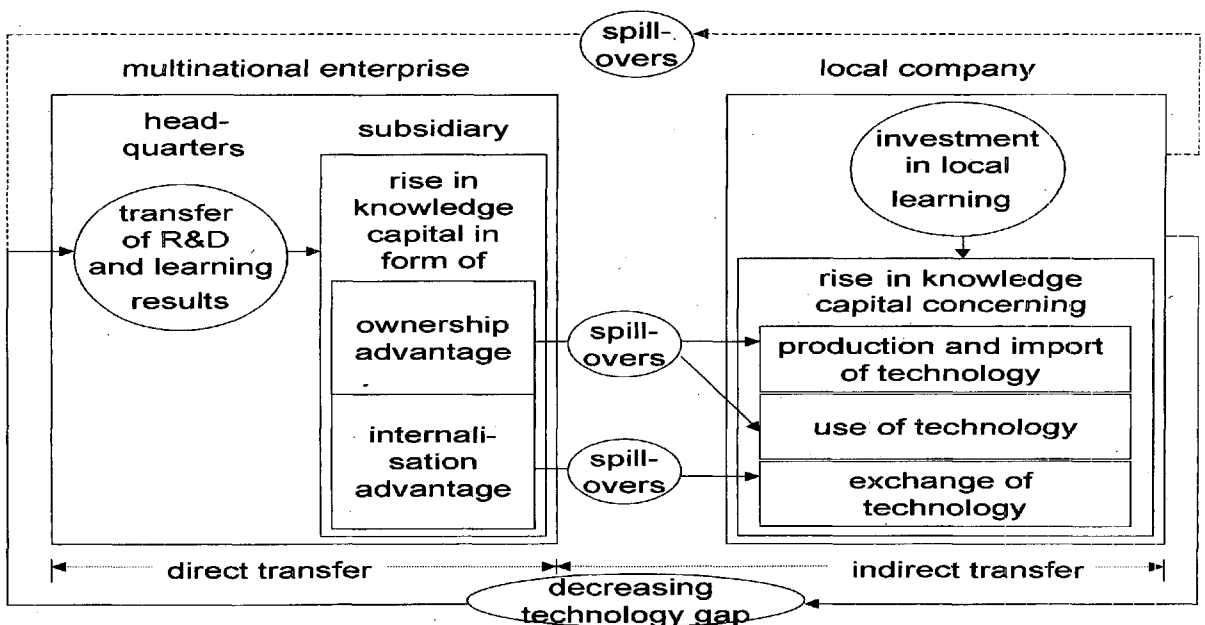 spill-
overs
multinational enterprise
local company
head-
quarters
subsidiary
transfer
of R&D
and learning
results
rise in
knowledge
capital in
form of
ownership
advantage
internali-
sation
advantage
spill-
overs
spill-
overs
investment
in local
learning
rise in knowledge
capital concerning
production and import
of technology
use of technology
exchange of
technology
direct transfer
indirect transfer
decreasing
technology gap